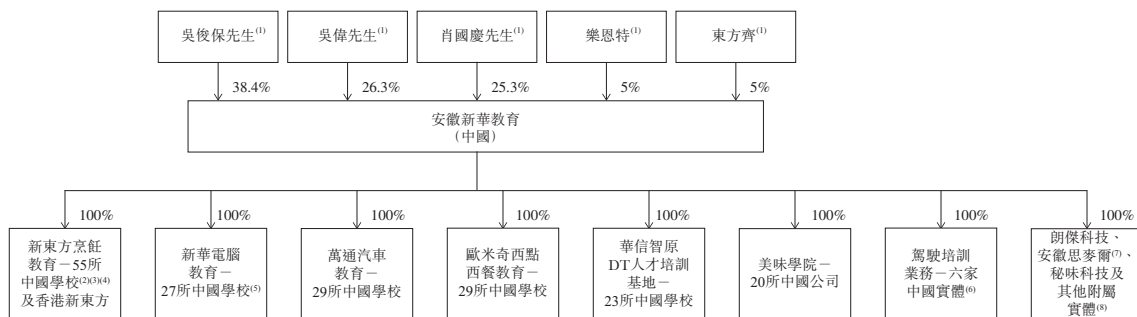 吳俊保先生(1)
吳偉先生(1)
肖國慶先生(1)
樂恩特(1)
東方齊(1)
38.4%
26.3%
25.3%
5%
5%
安徽新華教育
(中國)
100%
100%
100%
100%
100%
100%
100%
100%
新東方烹飪
教育－55所
中國學校(2)(3)(4)
及香港新東方
新華電腦
教育－
27所中國學校(5)
萬通汽車
教育－
29所中國學校
歐米奇西點
西餐教育－
29所中國學校
華信智原
DT人才培訓
基地－
23所中國學校
美味學院－
20所中國公司
駕駛培訓
業務－六家
中國實體(6)
朗傑科技、
安徽思麥爾(7)、
秘味科技及
其他附屬
實體(8)